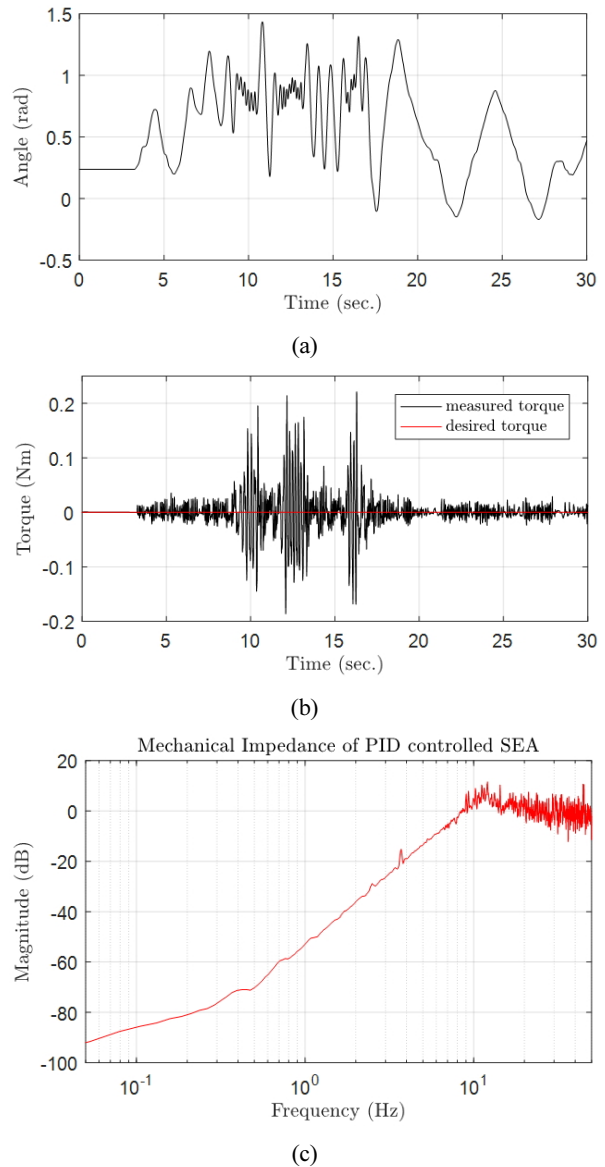 1.5
1
0.5
0
-0.5
Angle (rad)
0 5 10 15 20 25 30
Time (sec.)
(a)
0.2
0.1
0
-0.1
-0.2
Torque (Nm)
measured torque
desired torque
0 5 10 15 20 25 30
Time (sec.)
(b)
Mechanical Impedance of PID controlled SEA
20
0
-20
-40
-60
-80
-100
Magnitude (dB)
10^-1 10^0 10^1
Frequency (Hz)
(c)